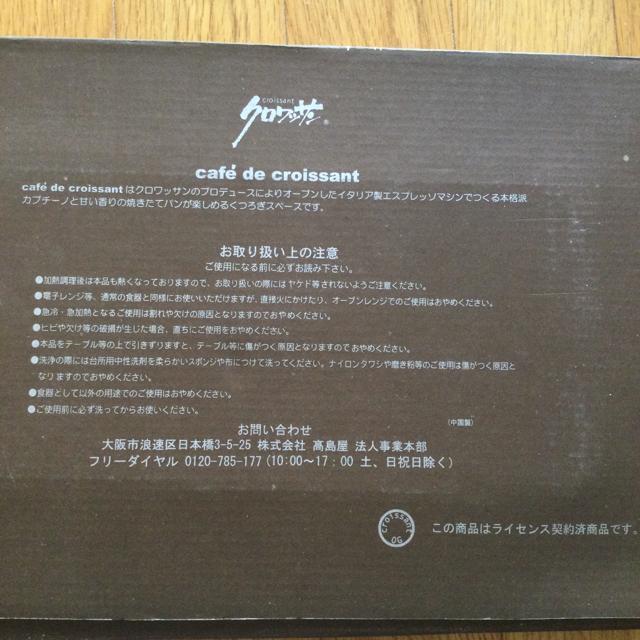 croissant
クロワッサン®
café de croissant
café de croissantはクロワッサンのプロデュースによりオープンしたイタリア製エスプレッソマシンでつくる本格派
カプチーノと甘い香りの焼きたてパンが楽しめるくつろぎスペースです。
お取り扱い上の注意
ご使用になる前に必ずお読み下さい。
●加熱調理後は本品も熱くなっておりますので、お取り扱いの際にはヤケド等されないようご注意ください。
●電子レンジ等、通常の食器と同様にお使いいただけますが、直接火にかけたり、オーブンレンジでのご使用はおやめください。
●急冷・急加熱となるご使用は割れや欠けの原因となりますのでおやめください。
●ヒビや欠け等の破損が生じた場合、直ちにご使用をおやめください。
●本品をテーブル等の上で引きずりますと、テーブル等に傷がつく原因となりますのでおやめください。
●洗浄の際には台所用中性洗剤を柔らかいスポンジや布につけて洗ってください。ナイロンタワシや磨き粉等のご使用は傷がつく原因と
なりますのでおやめください。
●食器として以外の用途でのご使用はおやめください。
●ご使用前に必ず洗ってからお使いください。
(中国製)
お問い合わせ
大阪市浪速区日本橋3-5-25 株式会社 髙島屋 法人事業本部
フリーダイヤル 0120-785-177(10:00〜17:00 土、日祝日除く)
croissant OG
この商品はライセンス契約済商品です。